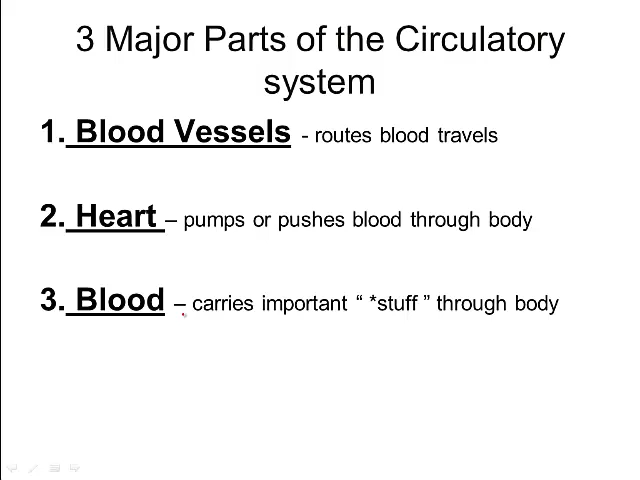 3 Major Parts of the Circulatory
system
1. Blood Vessels - routes blood travels
2. Heart – pumps or pushes blood through body
3. Blood – carries important “ *stuff ” through body